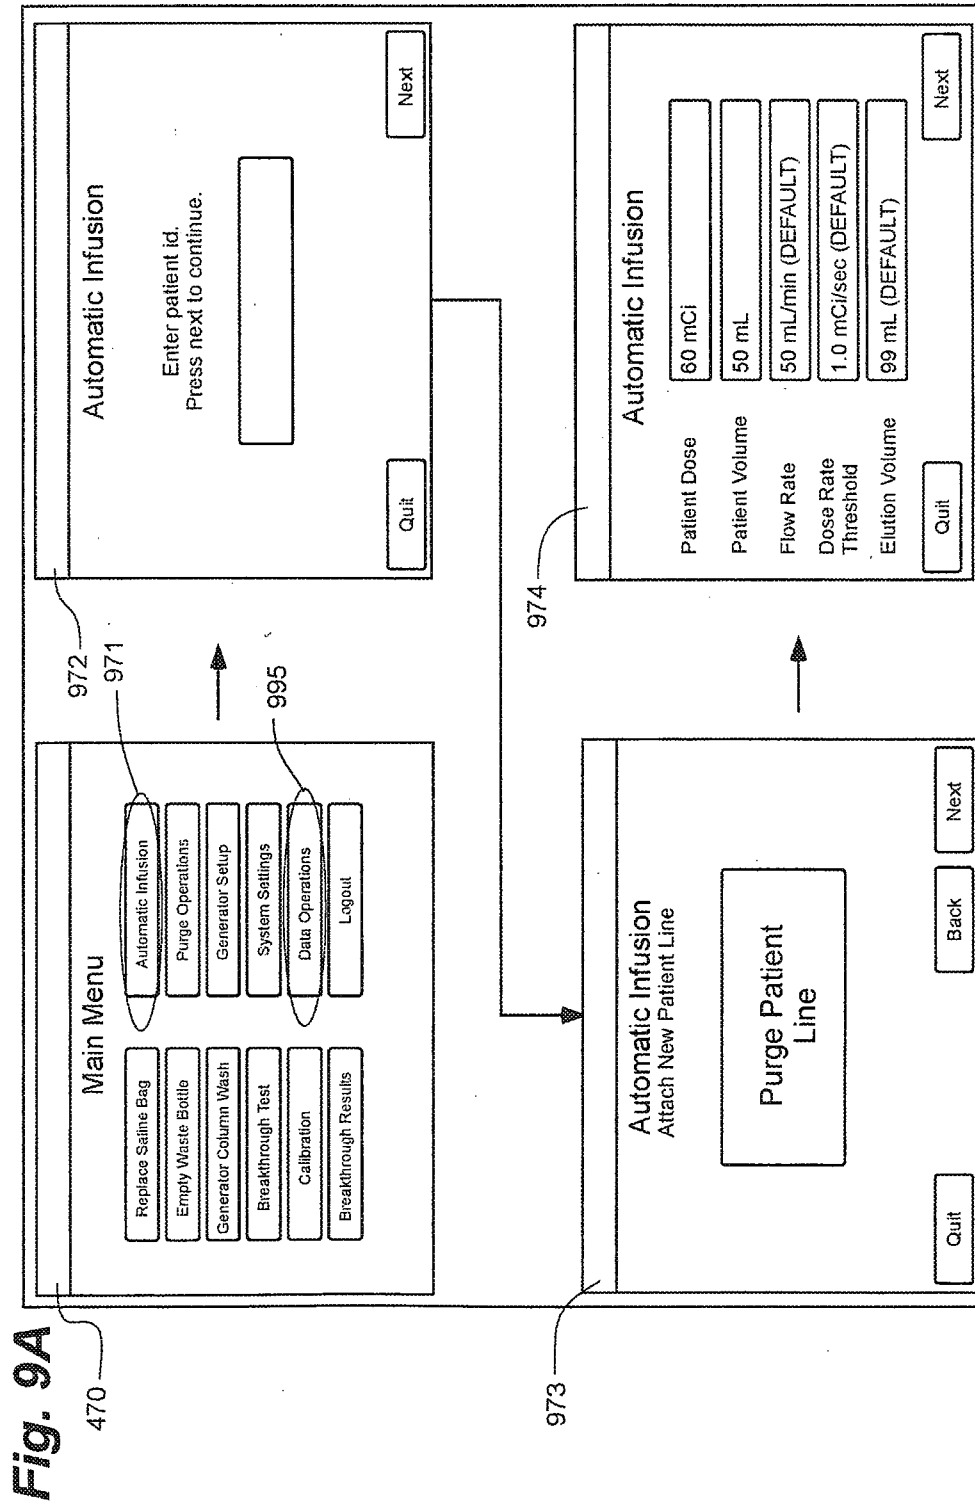 Fig. 9A
470
Main Menu
Replace Saline Bag
Automatic Infusion
Empty Waste Bottle
Purge Operations
Generator Column Wash
Generator Setup
Breakthrough Test
System Settings
Calibration
Data Operations
Breakthrough Results
Logout
971
995
972
Automatic Infusion
Enter patient id.
Press next to continue.
Quit
Next
973
Automatic Infusion
Attach New Patient Line
Purge Patient
Line
Quit
Back
Next
974
Automatic Infusion
Patient Dose
60 mCi
Patient Volume
50 mL
Flow Rate
50 mL/min (DEFAULT)
Dose Rate
Threshold
1.0 mCi/sec (DEFAULT)
Elution Volume
99 mL (DEFAULT)
Quit
Next